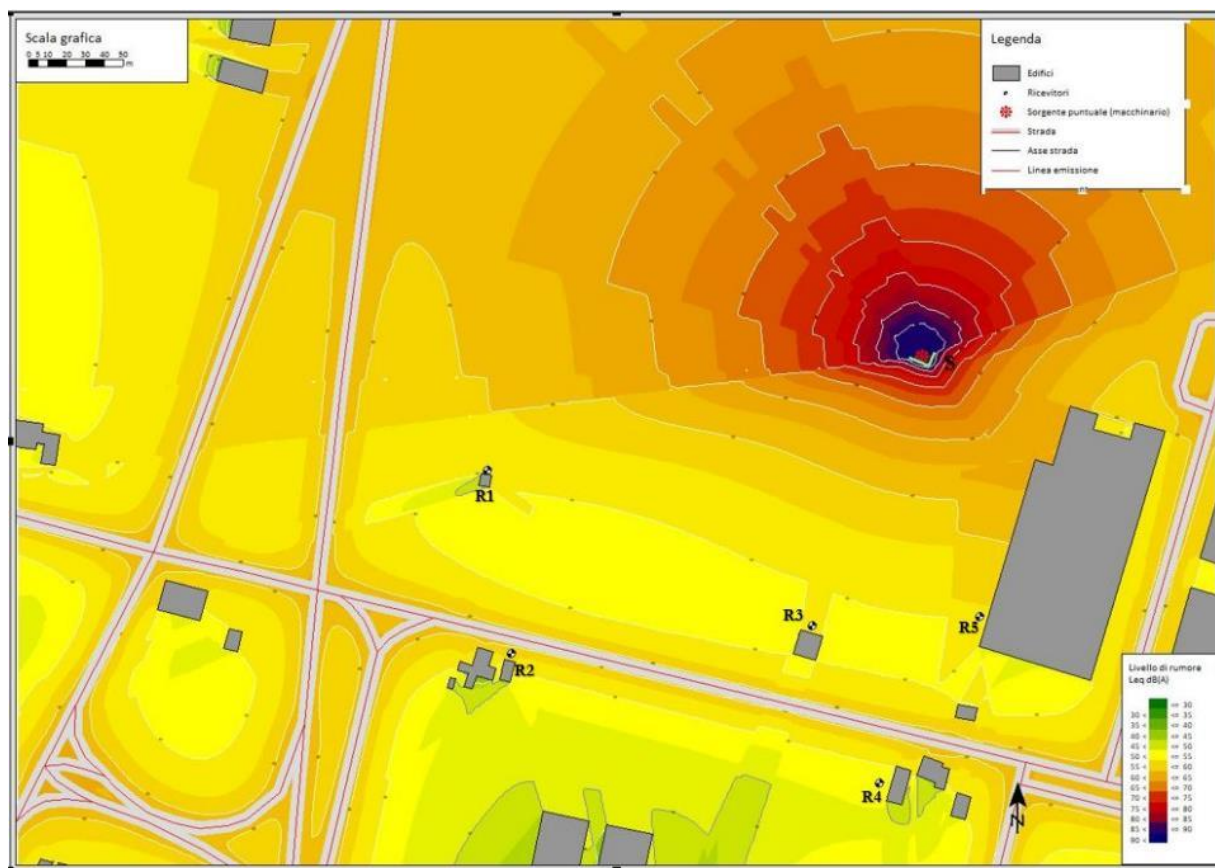 Scala grafica
0 5 10 20 30 40 50
m
Legenda
Edifici
Ricevitori
Sorgente puntuale (macchinario)
Strada
Asse strada
Linea emissione
S
R1
R3
R5
R2
R4
N
Livello di rumore
Leq dB(A)
<= 30
30 < <= 35
35 < <= 40
40 < <= 45
45 < <= 50
50 < <= 55
55 < <= 60
60 < <= 65
65 < <= 70
70 < <= 75
75 < <= 80
80 < <= 85
85 < <= 90
90 <